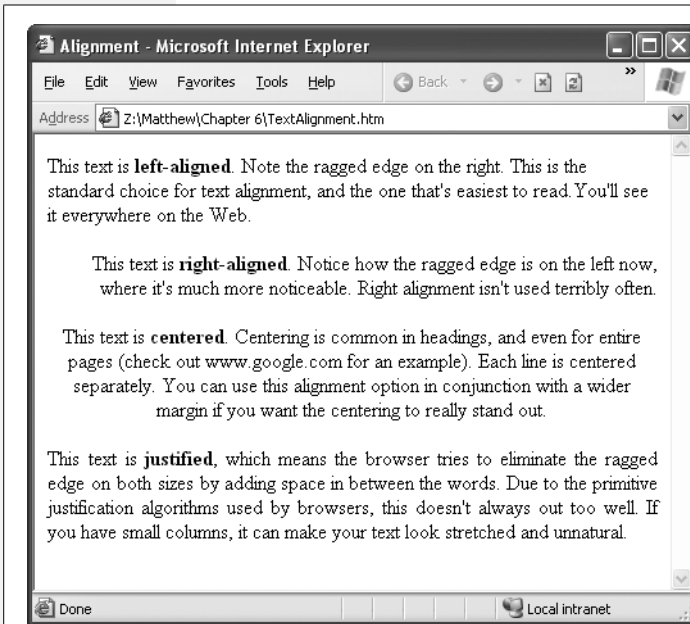 Alignment - Microsoft Internet Explorer
File Edit View Favorites Tools Help Back »
Address Z:\Matthew\Chapter 6\TextAlignment.htm
This text is left-aligned. Note the ragged edge on the right. This is the
standard choice for text alignment, and the one that's easiest to read.You'll see
it everywhere on the Web.
This text is right-aligned. Notice how the ragged edge is on the left now,
where it's much more noticeable. Right alignment isn't used terribly often.
This text is centered. Centering is common in headings, and even for entire
pages (check out www.google.com for an example). Each line is centered
separately. You can use this alignment option in conjunction with a wider
margin if you want the centering to really stand out.
This text is justified, which means the browser tries to eliminate the ragged
edge on both sizes by adding space in between the words. Due to the primitive
justification algorithms used by browsers, this doesn't always out too well. If
you have small columns, it can make your text look stretched and unnatural.
Done Local intranet